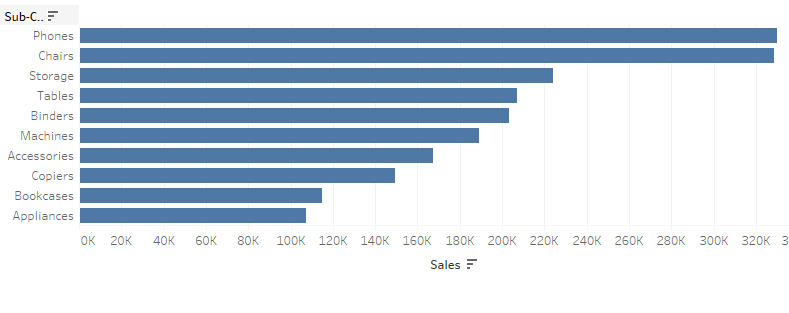 Sub-C..
Phones
Chairs
Storage
Tables
Binders
Machines
Accessories
Copiers
Bookcases
Appliances
0K 20K 40K 60K 80K 100K 120K 140K 160K 180K 200K 220K 240K 260K 280K 300K 320K 3
Sales